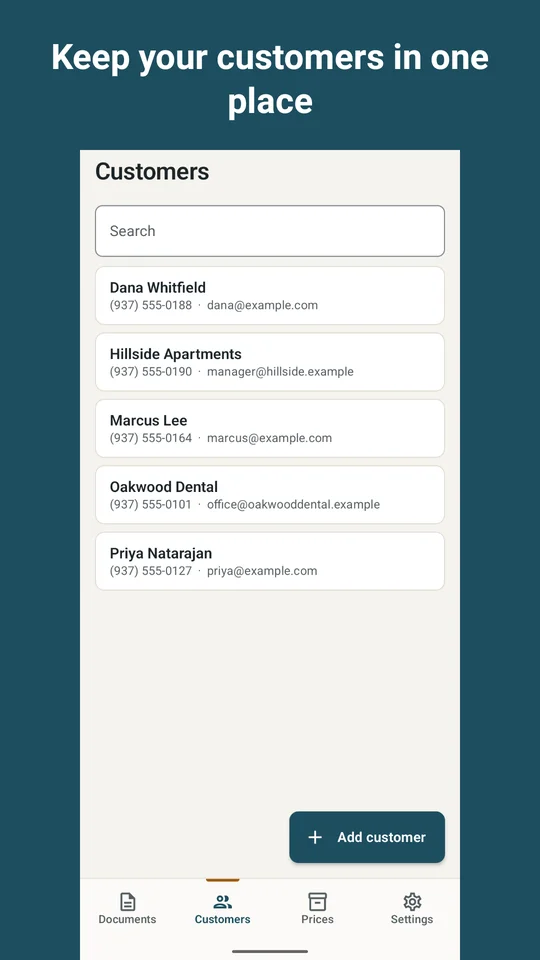 Keep your customers in one
place
Customers
Search
Dana Whitfield
(937) 555-0188 · dana@example.com
Hillside Apartments
(937) 555-0190 · manager@hillside.example
Marcus Lee
(937) 555-0164 · marcus@example.com
Oakwood Dental
(937) 555-0101 · office@oakwooddental.example
Priya Natarajan
(937) 555-0127 · priya@example.com
Add customer
Documents
Customers
Prices
Settings